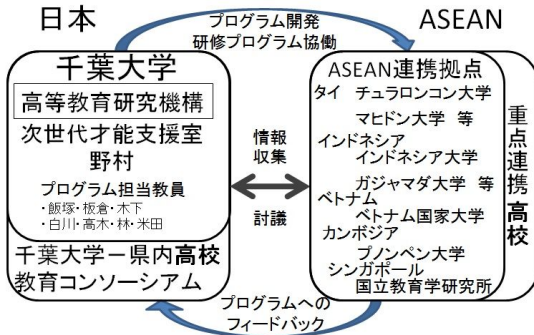 日本
プログラム開発
研修プログラム協働
ASEAN
千葉大学
高等教育研究機構
次世代才能支援室
野村
プログラム担当教員
・飯塚・板倉・木下
・白川・高木・林・米田
千葉大学－県内高校
教育コンソーシアム
情報
収集
討議
ASEAN連携拠点
タイ チュラロンコン大学
マヒドン大学 等
インドネシア
インドネシア大学
ガジャマダ大学 等
ベトナム
ベトナム国家大学
カンボジア
プノンペン大学
シンガポール
国立教育学研究所
重点連携高校
プログラムへの
フィードバック